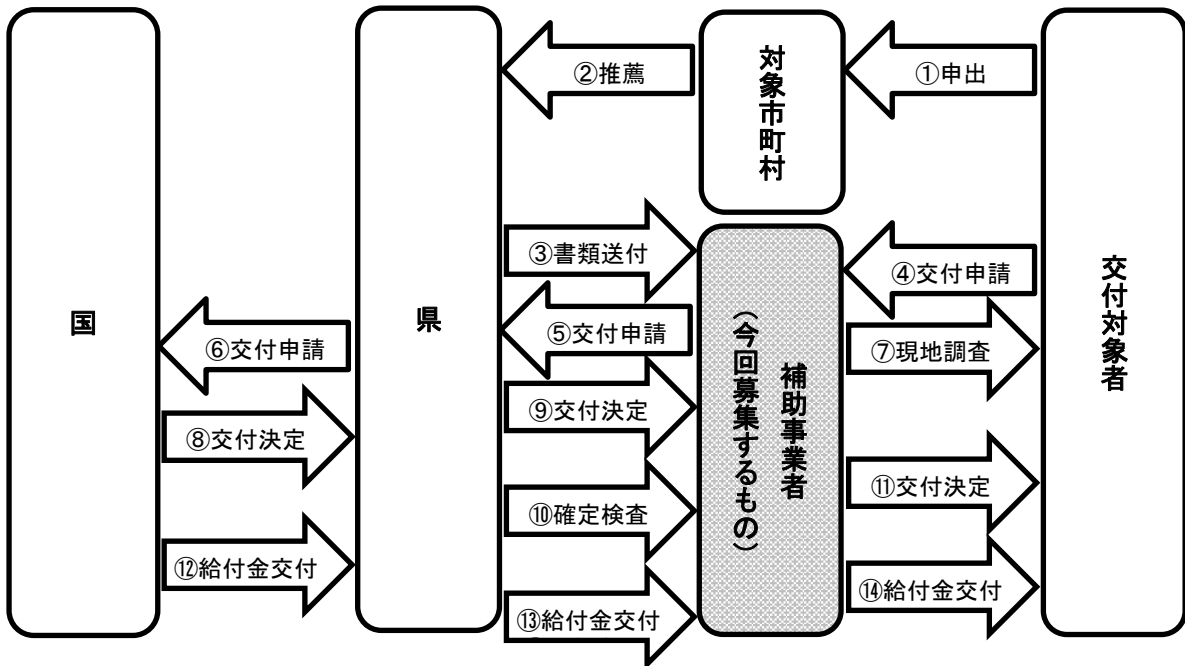 国
県
対象市町村
補助事業者
（今回募集するもの）
交付対象者
①申出
②推薦
③書類送付
④交付申請
⑤交付申請
⑥交付申請
⑦現地調査
⑧交付決定
⑨交付決定
⑩確定検査
⑪交付決定
⑫給付金交付
⑬給付金交付
⑭給付金交付